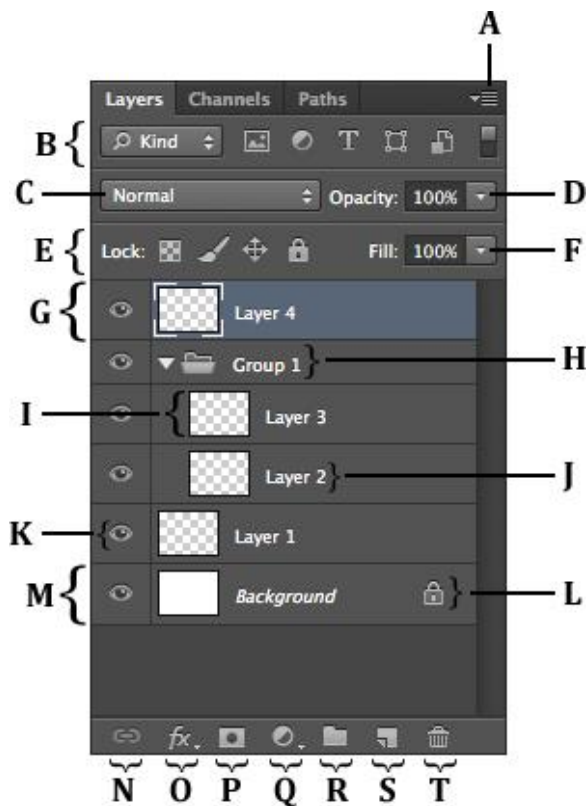 A
Layers Channels Paths
B Kind T
C Normal Opacity: 100% D
E Lock: Fill: 100% F
G Layer 4
Group 1 H
I Layer 3
Layer 2 J
K Layer 1
M Background L
fx
N O P Q R S T